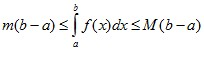 m(b−a) ≤ ∫ₐᵇ f(x)dx ≤ M(b−a)